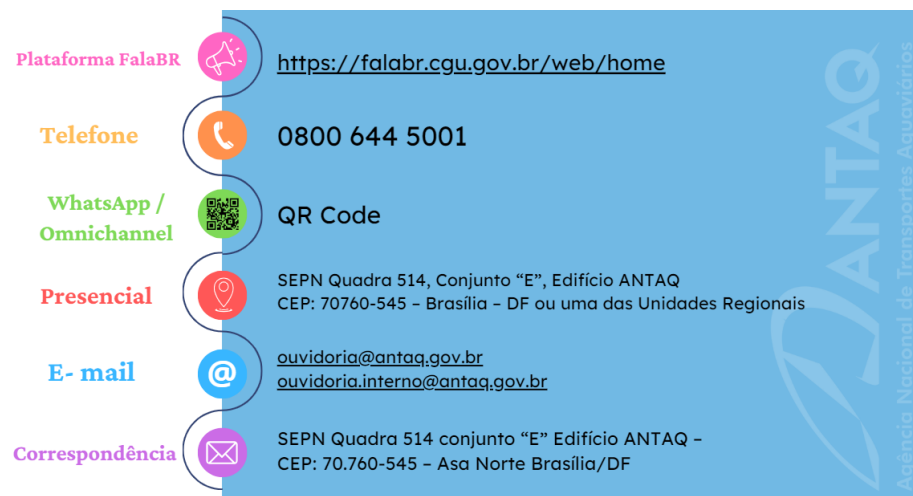 Plataforma FalaBR
https://falabr.cgu.gov.br/web/home
Telefone
0800 644 5001
WhatsApp /
Omnichannel
QR Code
Presencial
SEPN Quadra 514, Conjunto “E”, Edifício ANTAQ
CEP: 70760-545 – Brasília – DF ou uma das Unidades Regionais
E- mail
ouvidoria@antaq.gov.br
ouvidoria.interno@antaq.gov.br
Correspondência
SEPN Quadra 514 conjunto “E” Edifício ANTAQ –
CEP: 70.760-545 – Asa Norte Brasília/DF
ANTAQ
Agência Nacional de Transportes Aquaviários